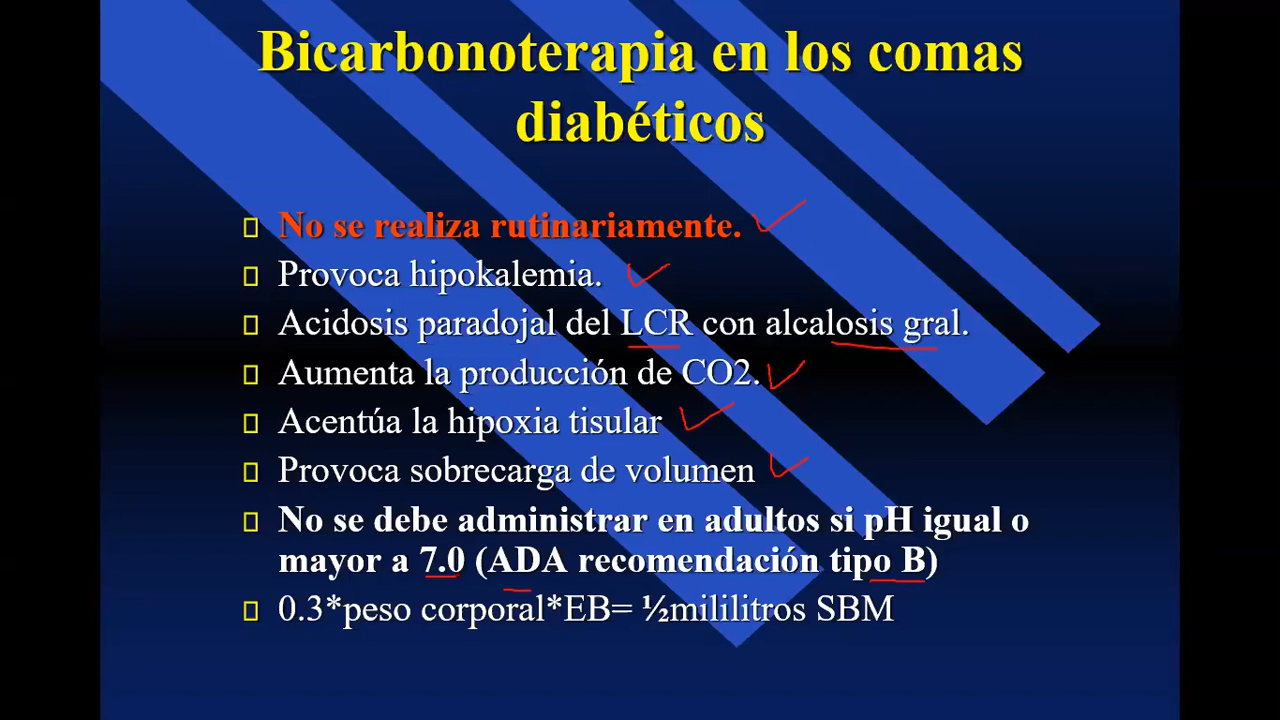 Bicarbonoterapia en los comas
diabéticos
No se realiza rutinariamente.
Provoca hipokalemia.
Acidosis paradojal del LCR con alcalosis gral.
Aumenta la producción de CO2.
Acentúa la hipoxia tisular
Provoca sobrecarga de volumen
No se debe administrar en adultos si pH igual o
mayor a 7.0 (ADA recomendación tipo B)
0.3*peso corporal*EB= ½mililitros SBM